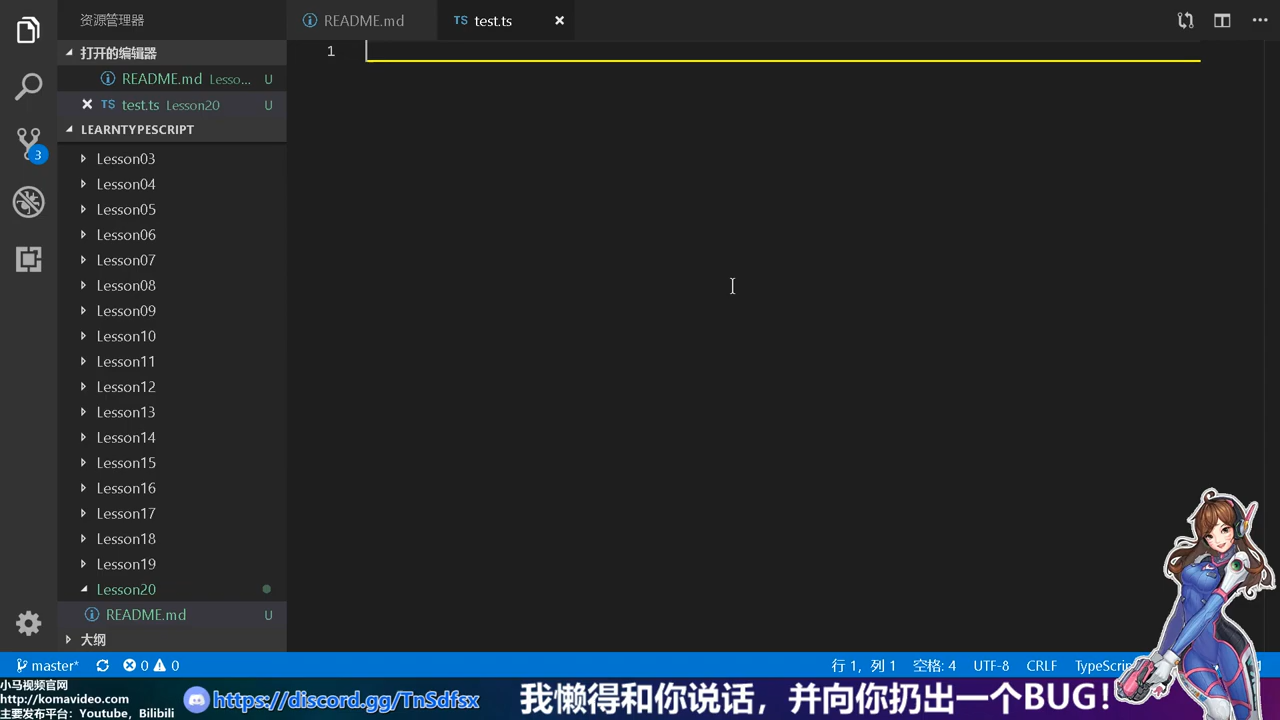 资源管理器
README.md
TS test.ts
打开的编辑器
README.md Lesso... U
TS test.ts Lesson20 U
LEARNTYPESCRIPT
3
Lesson03
Lesson04
Lesson05
Lesson06
Lesson07
Lesson08
Lesson09
Lesson10
Lesson11
Lesson12
Lesson13
Lesson14
Lesson15
Lesson16
Lesson17
Lesson18
Lesson19
Lesson20
README.md U
大纲
1
master* 0 0
行 1，列 1 空格: 4 UTF-8 CRLF TypeScrip
小马视频官网
http://komavideo.com
主要发布平台: Youtube, Bilibili
https://discord.gg/TnSdfsx
我懒得和你说话，并向你扔出一个BUG!